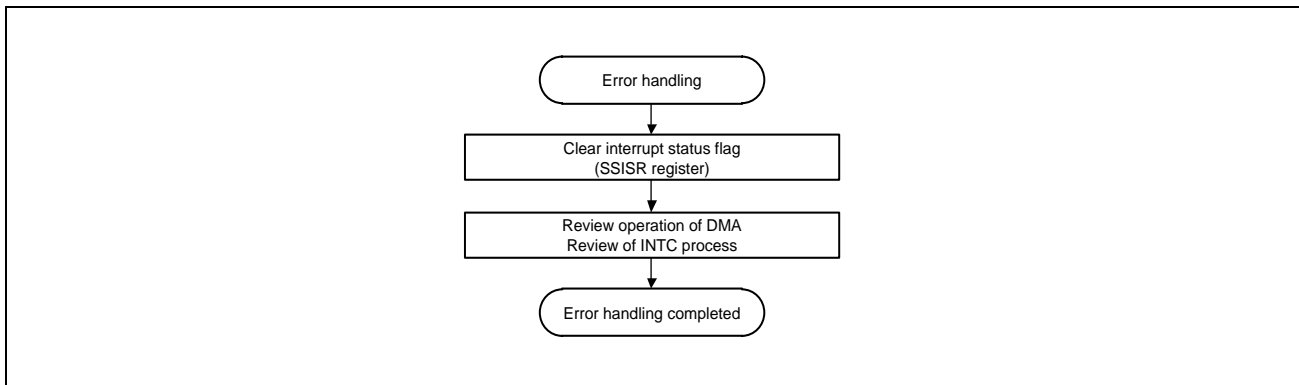 Error handling
Clear interrupt status flag
(SSISR register)
Review operation of DMA
Review of INTC process
Error handling completed